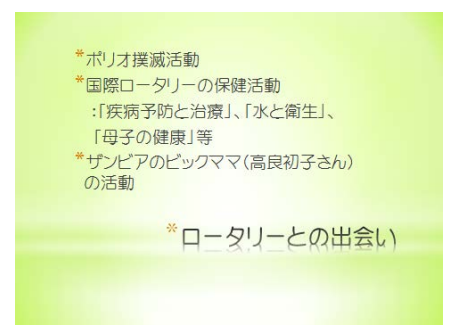 *ポリオ撲滅活動
*国際ロータリーの保健活動
:「疾病予防と治療」、「水と衛生」、
「母子の健康」等
*ザンビアのビックママ(高良初子さん)
の活動
*ロータリーとの出会い